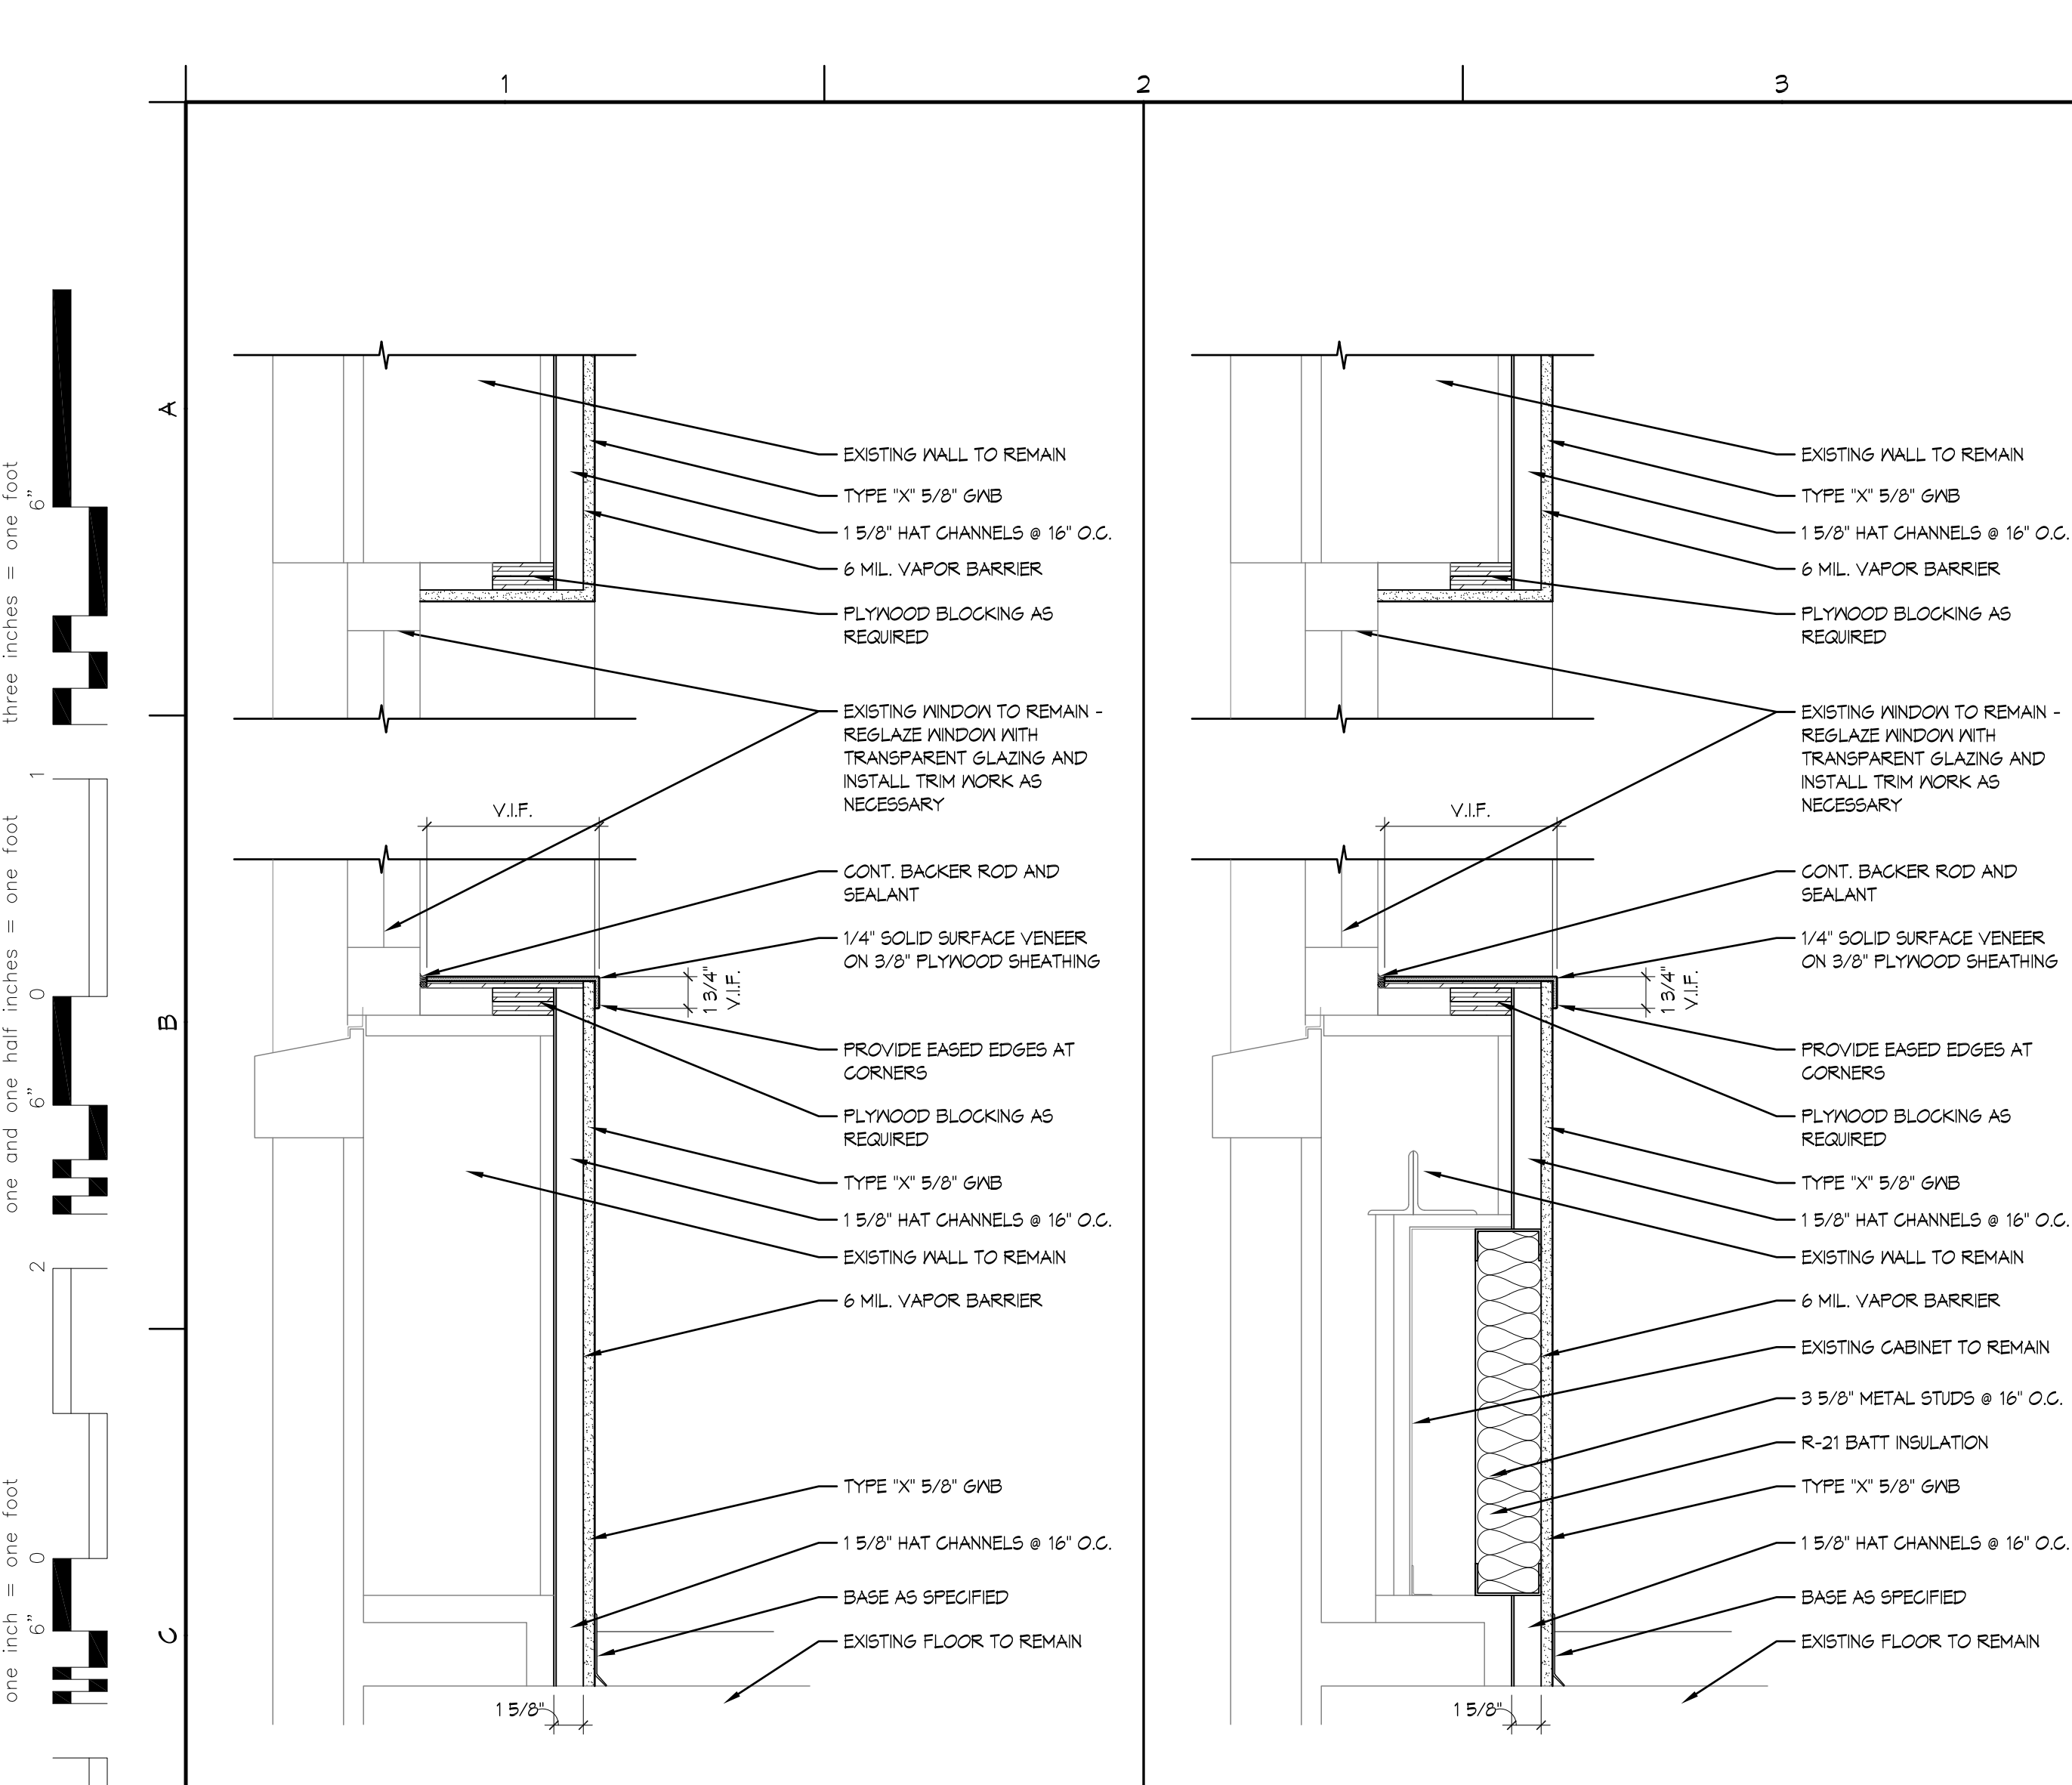 1
2
3
A
B
C
three inches = one foot
6"
one and one half inches = one foot
1
0
6"
one inch = one foot
2
0
6"
EXISTING WALL TO REMAIN
TYPE "X" 5/8" GWB
1 5/8" HAT CHANNELS @ 16" O.C.
6 MIL. VAPOR BARRIER
PLYWOOD BLOCKING AS
REQUIRED
EXISTING WINDOW TO REMAIN -
REGLAZE WINDOW WITH
TRANSPARENT GLAZING AND
INSTALL TRIM WORK AS
NECESSARY
V.I.F.
CONT. BACKER ROD AND
SEALANT
1/4" SOLID SURFACE VENEER
ON 3/8" PLYWOOD SHEATHING
1 3/4"
V.I.F.
PROVIDE EASED EDGES AT
CORNERS
PLYWOOD BLOCKING AS
REQUIRED
TYPE "X" 5/8" GWB
1 5/8" HAT CHANNELS @ 16" O.C.
EXISTING WALL TO REMAIN
6 MIL. VAPOR BARRIER
TYPE "X" 5/8" GWB
1 5/8" HAT CHANNELS @ 16" O.C.
BASE AS SPECIFIED
EXISTING FLOOR TO REMAIN
1 5/8"
EXISTING WALL TO REMAIN
TYPE "X" 5/8" GWB
1 5/8" HAT CHANNELS @ 16" O.C.
6 MIL. VAPOR BARRIER
PLYWOOD BLOCKING AS
REQUIRED
EXISTING WINDOW TO REMAIN -
REGLAZE WINDOW WITH
TRANSPARENT GLAZING AND
INSTALL TRIM WORK AS
NECESSARY
V.I.F.
CONT. BACKER ROD AND
SEALANT
1/4" SOLID SURFACE VENEER
ON 3/8" PLYWOOD SHEATHING
1 3/4"
V.I.F.
PROVIDE EASED EDGES AT
CORNERS
PLYWOOD BLOCKING AS
REQUIRED
TYPE "X" 5/8" GWB
1 5/8" HAT CHANNELS @ 16" O.C.
EXISTING WALL TO REMAIN
6 MIL. VAPOR BARRIER
EXISTING CABINET TO REMAIN
3 5/8" METAL STUDS @ 16" O.C.
R-21 BATT INSULATION
TYPE "X" 5/8" GWB
1 5/8" HAT CHANNELS @ 16" O.C.
BASE AS SPECIFIED
EXISTING FLOOR TO REMAIN
1 5/8"